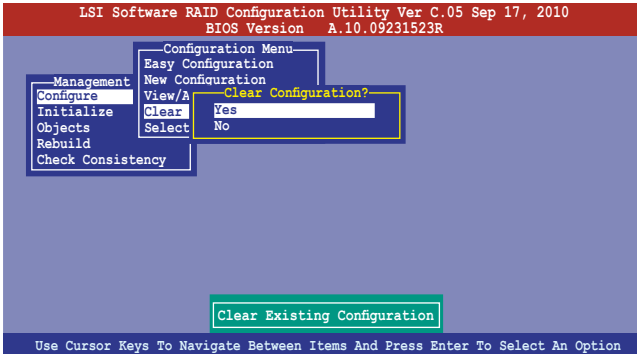 LSI Software RAID Configuration Utility Ver C.05 Sep 17, 2010
BIOS Version A.10.09231523R
Configuration Menu
Easy Configuration
New Configuration
View/A
Clear
Select
Management
Configure
Initialize
Objects
Rebuild
Check Consistency
Clear Configuration?
Yes
No
Clear Existing Configuration
Use Cursor Keys To Navigate Between Items And Press Enter To Select An Option